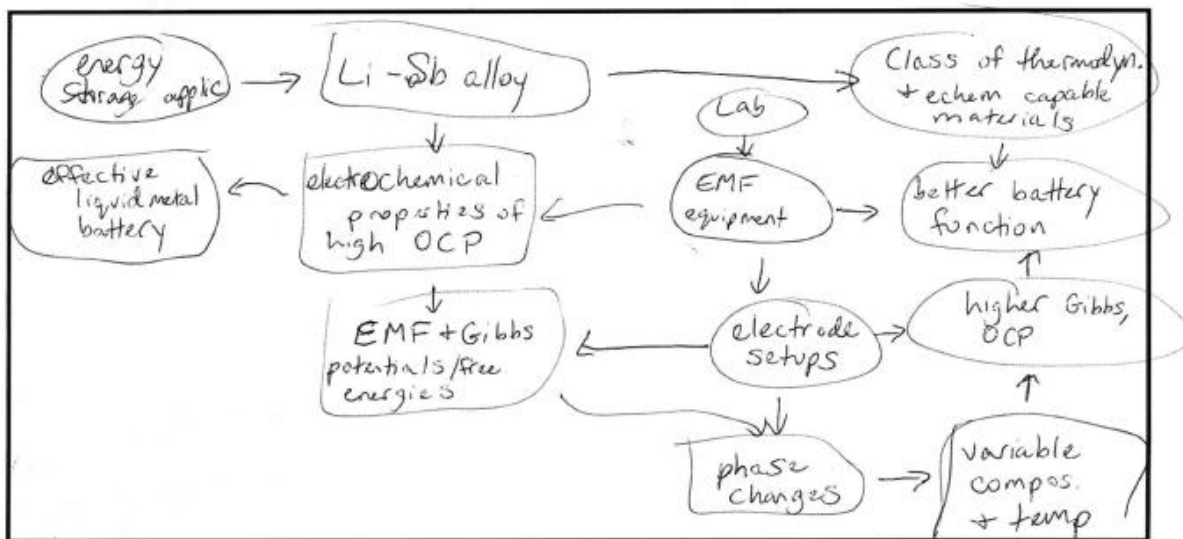 energy
storage applic
Li-Sb alloy
Class of thermodyn.
+ echem capable
materials
Lab
effective
liquid metal
battery
electrochemical
properties of
high OCP
EMF
equipment
better battery
function
EMF + Gibbs
potentials/free
energies
electrode
setups
higher Gibbs,
OCP
phase
changes
variable
compos.
+ temp